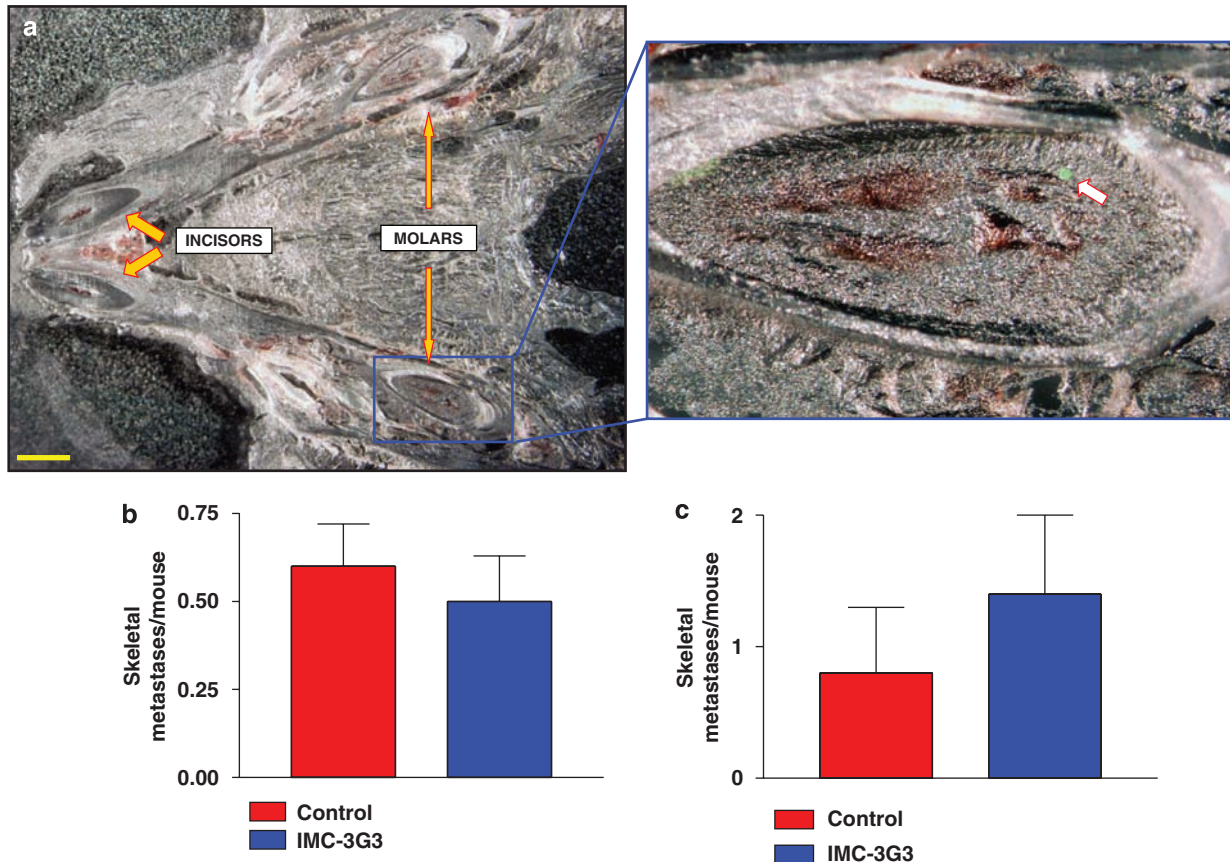 a
INCISORS
MOLARS
b
Skeletal
metastases/mouse
0.75
0.50
0.25
0.00
Control
IMC-3G3
c
Skeletal
metastases/mouse
2
1
0
Control
IMC-3G3